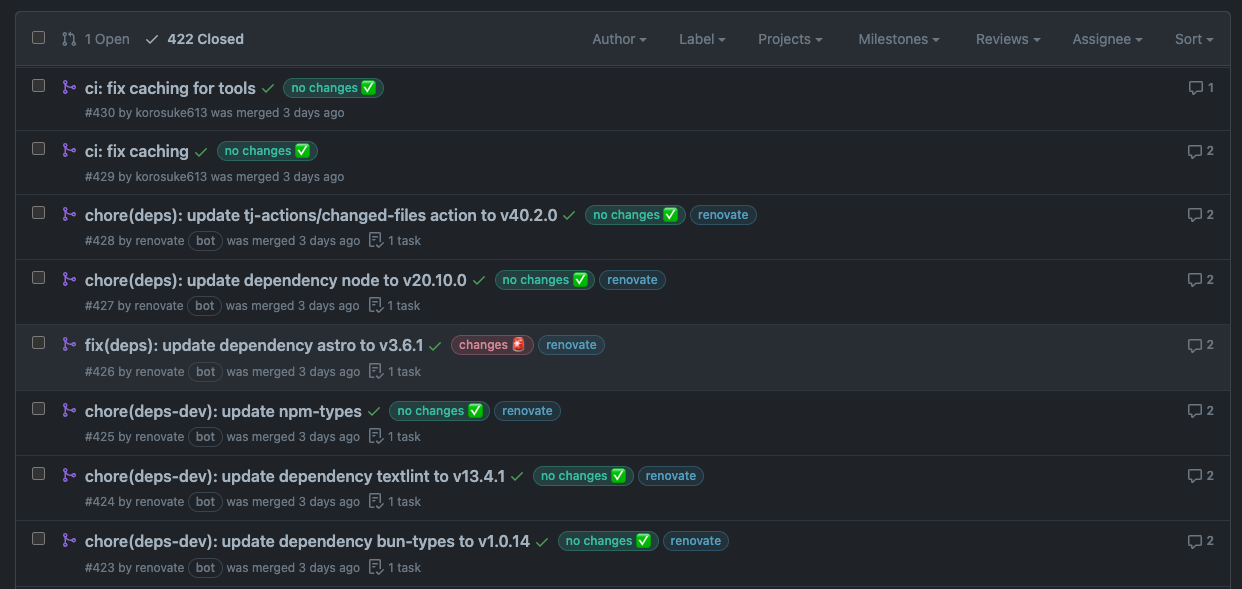 1 Open 422 Closed Author Label Projects Milestones Reviews Assignee Sort
ci: fix caching for tools no changes ✅ 1
#430 by korosuke613 was merged 3 days ago
ci: fix caching no changes ✅ 2
#429 by korosuke613 was merged 3 days ago
chore(deps): update tj-actions/changed-files action to v40.2.0 no changes ✅ renovate 2
#428 by renovate bot was merged 3 days ago 1 task
chore(deps): update dependency node to v20.10.0 no changes ✅ renovate 2
#427 by renovate bot was merged 3 days ago 1 task
fix(deps): update dependency astro to v3.6.1 changes 🚨 renovate 2
#426 by renovate bot was merged 3 days ago 1 task
chore(deps-dev): update npm-types no changes ✅ renovate 2
#425 by renovate bot was merged 3 days ago 1 task
chore(deps-dev): update dependency textlint to v13.4.1 no changes ✅ renovate 2
#424 by renovate bot was merged 3 days ago 1 task
chore(deps-dev): update dependency bun-types to v1.0.14 no changes ✅ renovate 2
#423 by renovate bot was merged 3 days ago 1 task